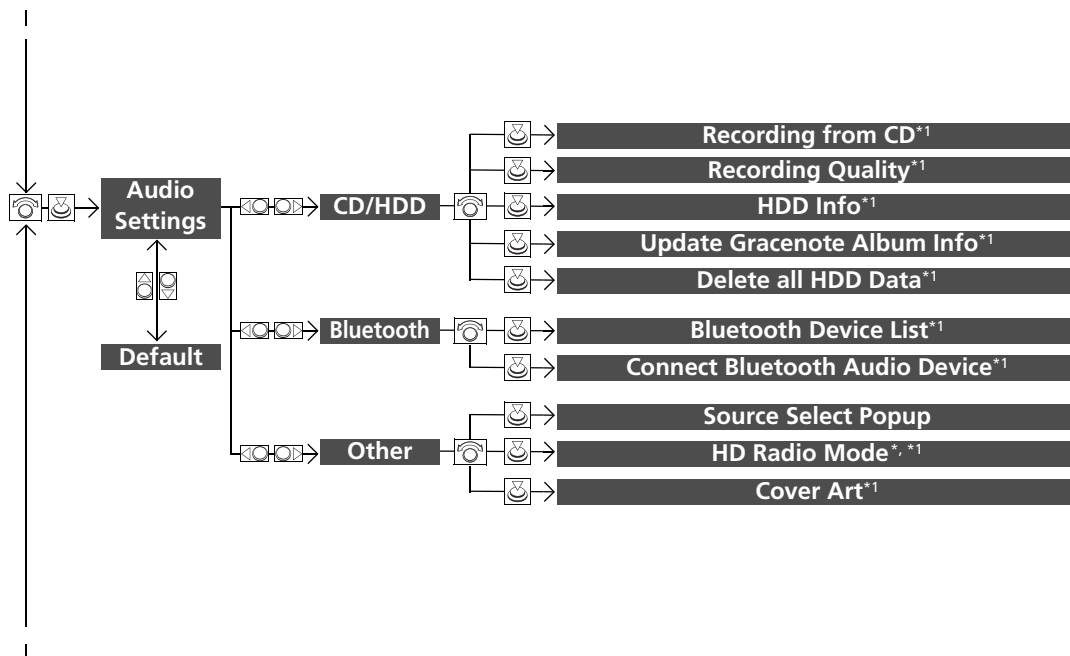 Recording from CD*1
Recording Quality*1
Audio
Settings
CD/HDD
HDD Info*1
Update Gracenote Album Info*1
Delete all HDD Data*1
Default
Bluetooth
Bluetooth Device List*1
Connect Bluetooth Audio Device*1
Source Select Popup
Other
HD Radio Mode*, *1
Cover Art*1